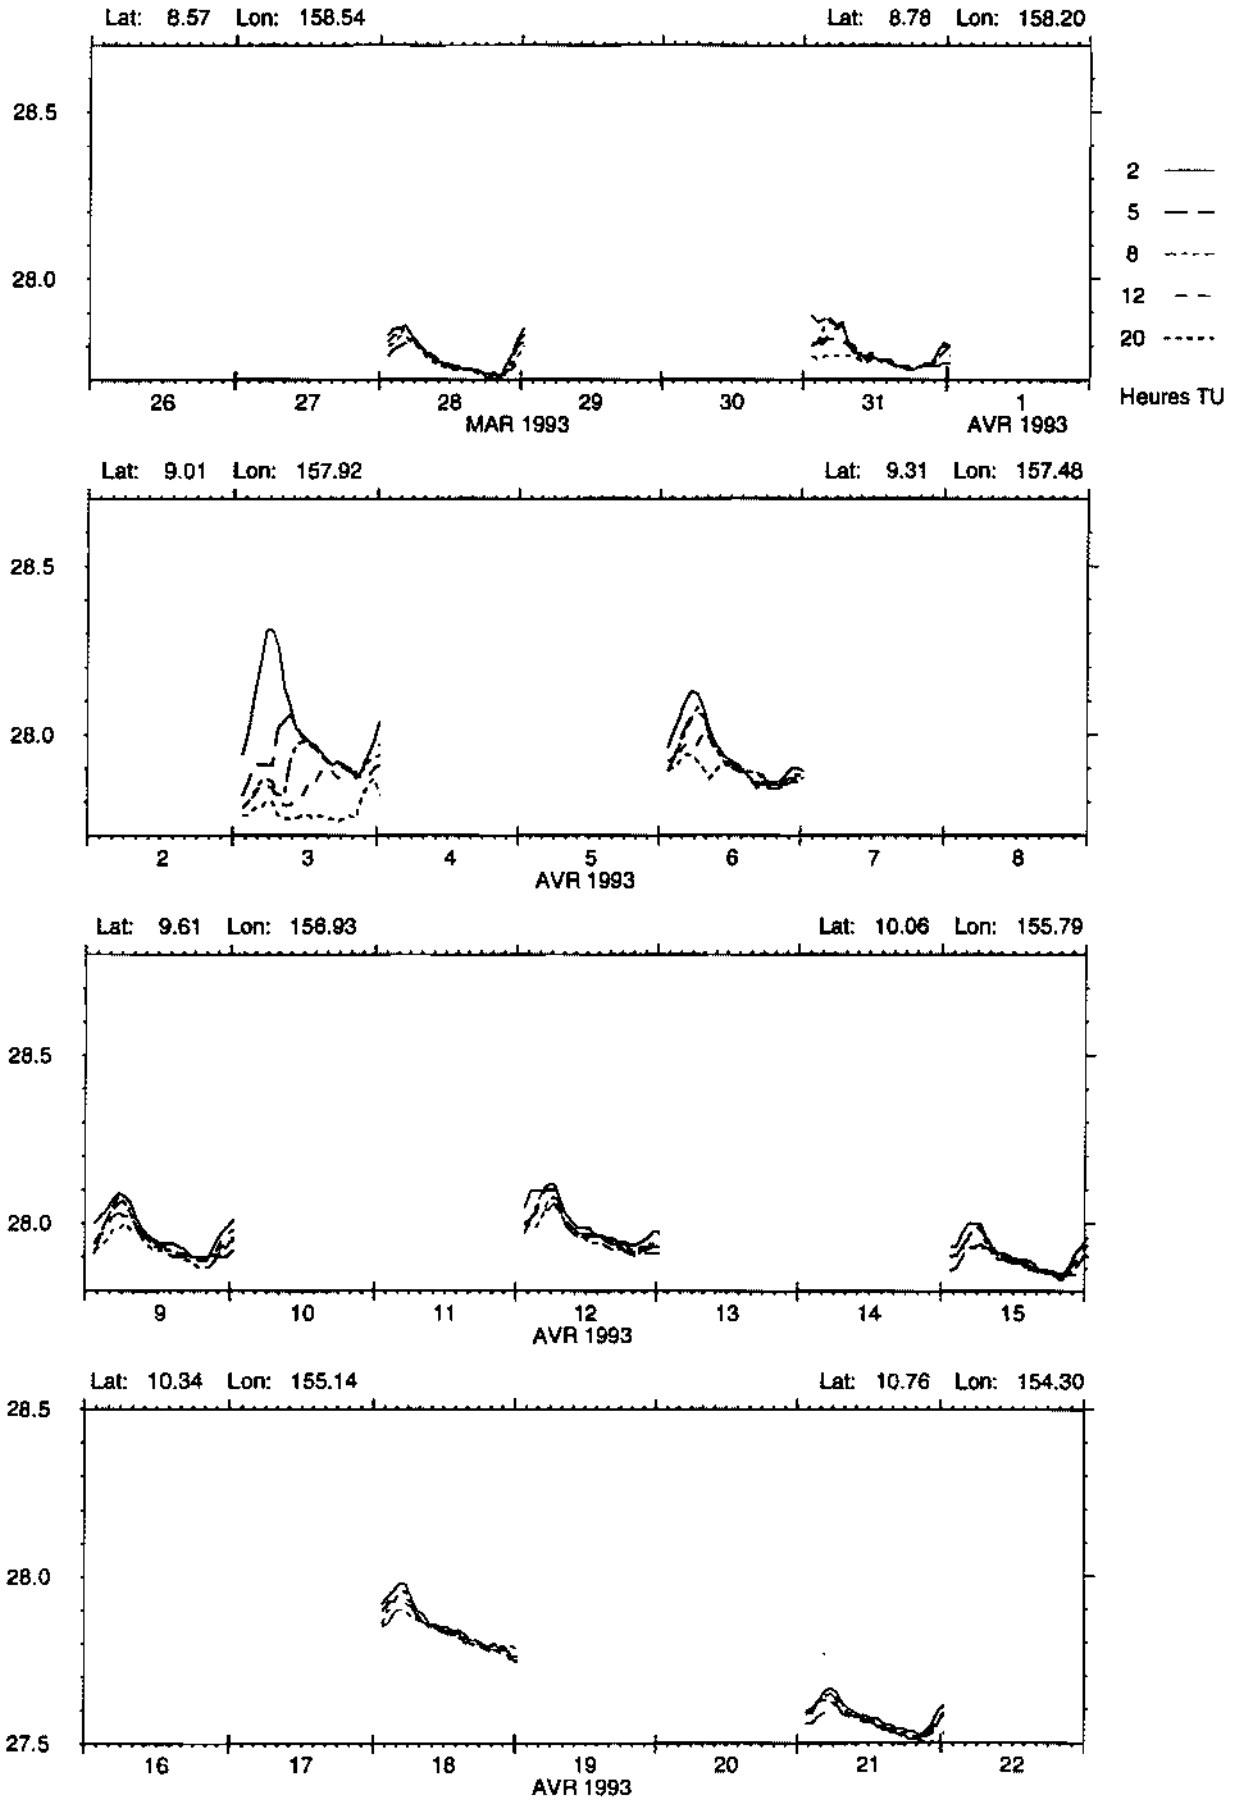 Lat: 8.57 Lon: 158.54 Lat: 8.78 Lon: 158.20
28.5
28.0
2
5
8
12
20
Heures TU
26 27 28 29 30 31 1
MAR 1993 AVR 1993
Lat: 9.01 Lon: 157.92 Lat: 9.31 Lon: 157.48
28.5
28.0
2 3 4 5 6 7 8
AVR 1993
Lat: 9.61 Lon: 156.93 Lat: 10.06 Lon: 155.79
28.5
28.0
9 10 11 12 13 14 15
AVR 1993
Lat: 10.34 Lon: 155.14 Lat: 10.76 Lon: 154.30
28.5
28.0
27.5
16 17 18 19 20 21 22
AVR 1993